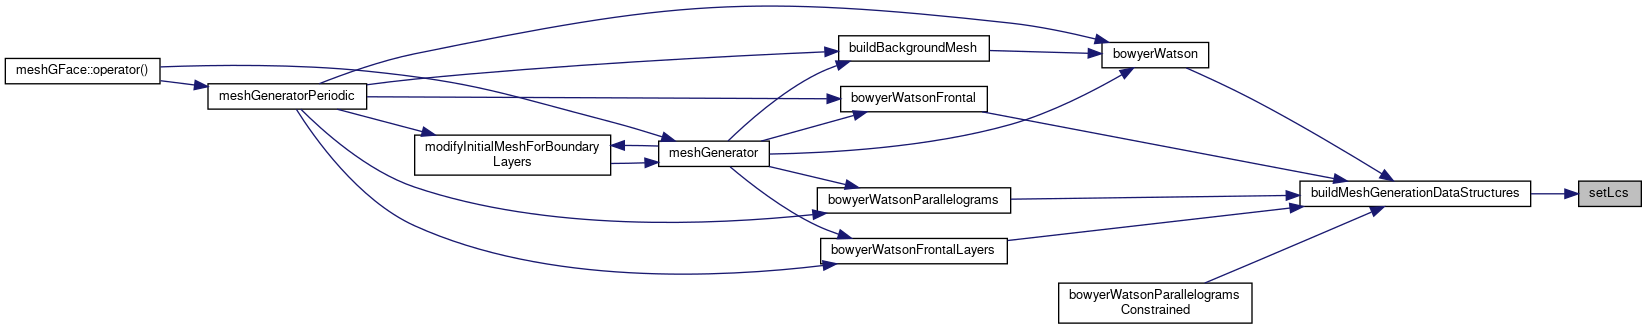 meshGFace::operator()
meshGeneratorPeriodic
modifyInitialMeshForBoundary
Layers
meshGenerator
buildBackgroundMesh
bowyerWatsonFrontal
bowyerWatsonParallelograms
bowyerWatsonFrontalLayers
bowyerWatson
bowyerWatsonParallelograms
Constrained
buildMeshGenerationDataStructures
setLcs